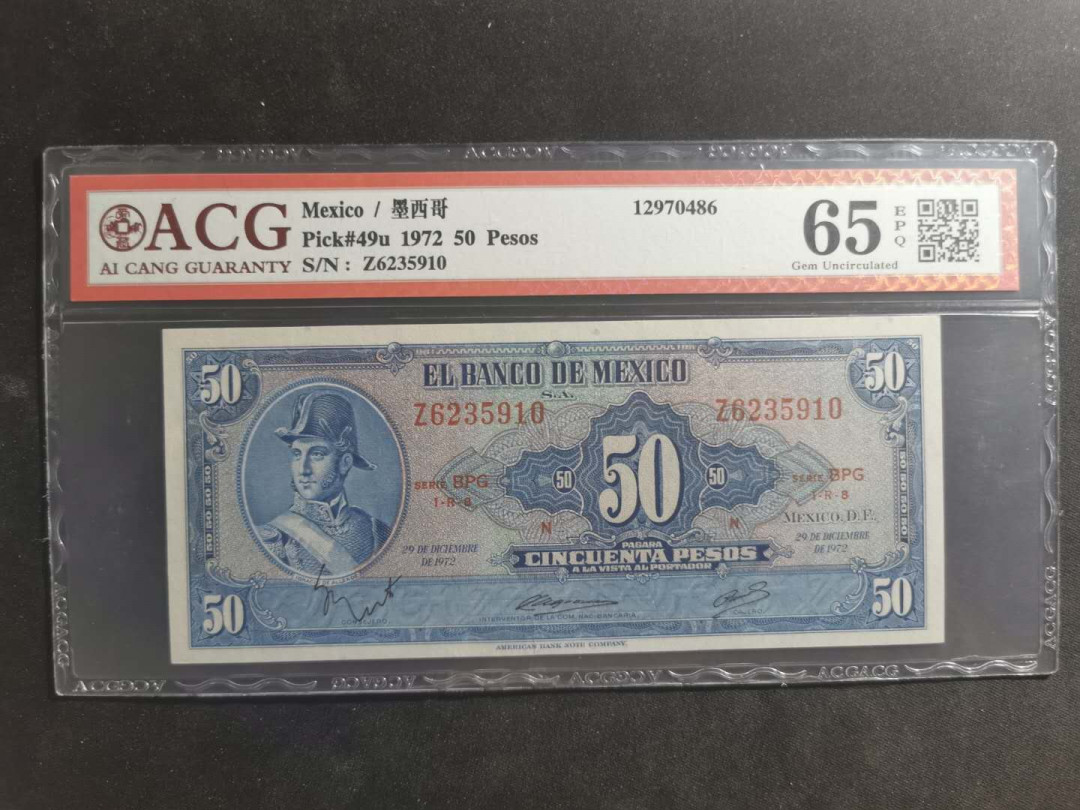 ACG
AI CANG GUARANTY
Mexico / 墨西哥
12970486
Pick#49u 1972 50 Pesos
S/N : Z6235910
65
EPQ
Gem Uncirculated
50
50
EL BANCO DE MEXICO
S.A.
Z6235910
Z6235910
SERIE BPG
1-R-8
50
50
50
SERIE BPG
1-R-8
N
N
MEXICO, D.F.,
29 DE DICIEMBRE
DE 1972
29 DE DICIEMBRE
DE 1972
PAGARA
CINCUENTA PESOS
A LA VISTA AL PORTADOR
50
50
CONSEJERO
INTERVENTOR DE LA COM. NAC. BANCARIA
CAJERO
AMERICAN BANK NOTE COMPANY.
ACGACG